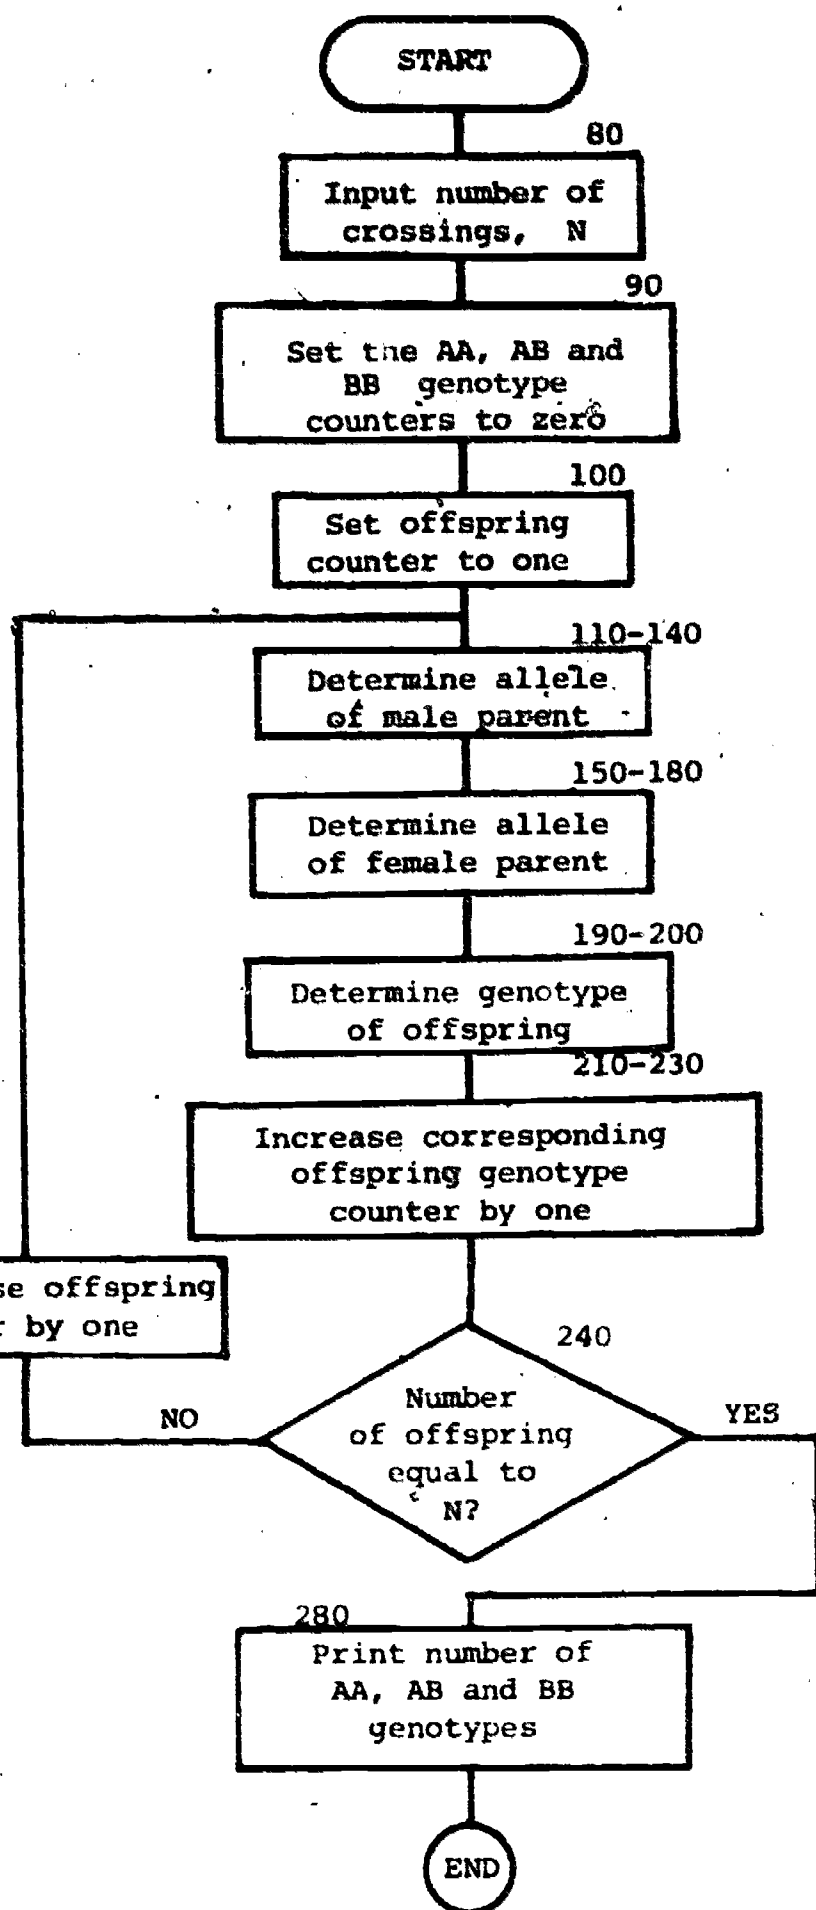 START
80
Input number of
crossings, N
90
Set the AA, AB and
BB genotype
counters to zero
100
Set offspring
counter to one
110-140
Determine allele
of male parent
150-180
Determine allele
of female parent
190-200
Determine genotype
of offspring
210-230
Increase corresponding
offspring genotype
counter by one
offspring
by one
240
Number
of offspring
equal to
N?
NO
YES
280
Print number of
AA, AB and BB
genotypes
END